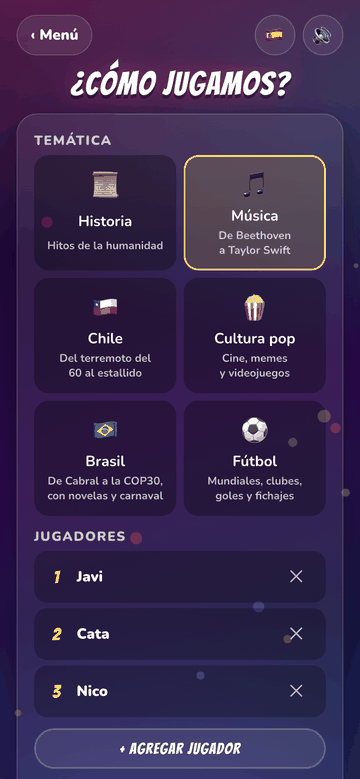 ‹ Menú
¿CÓMO JUGAMOS?
TEMÁTICA
Historia
Hitos de la humanidad
Música
De Beethoven
a Taylor Swift
Chile
Del terremoto del
60 al estallido
Cultura pop
Cine, memes
y videojuegos
Brasil
De Cabral a la COP30,
con novelas y carnaval
Fútbol
Mundiales, clubes,
goles y fichajes
JUGADORES
1 Javi
2 Cata
3 Nico
+ AGREGAR JUGADOR